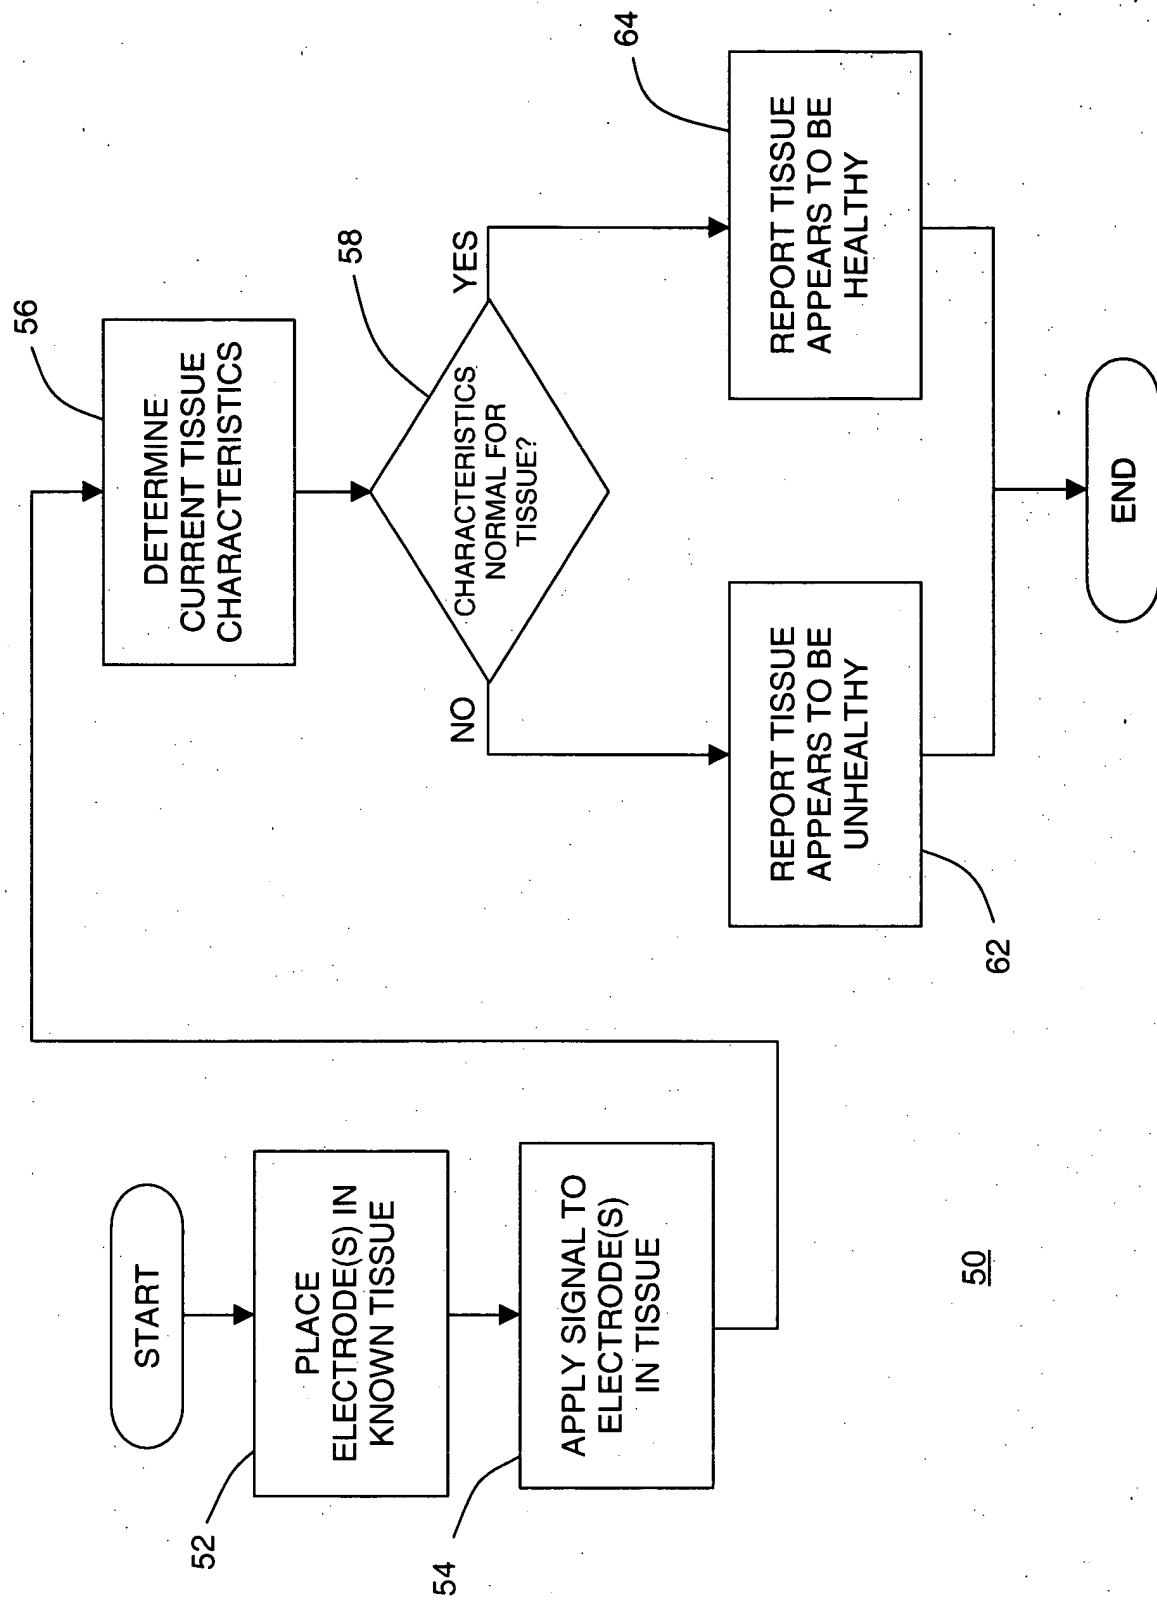 START
PLACE
ELECTRODE(S) IN
KNOWN TISSUE
52
APPLY SIGNAL TO
ELECTRODE(S)
IN TISSUE
54
50
DETERMINE
CURRENT TISSUE
CHARACTERISTICS
56
CHARACTERISTICS
NORMAL FOR
TISSUE?
58
NO
YES
REPORT TISSUE
APPEARS TO BE
UNHEALTHY
62
REPORT TISSUE
APPEARS TO BE
HEALTHY
64
END